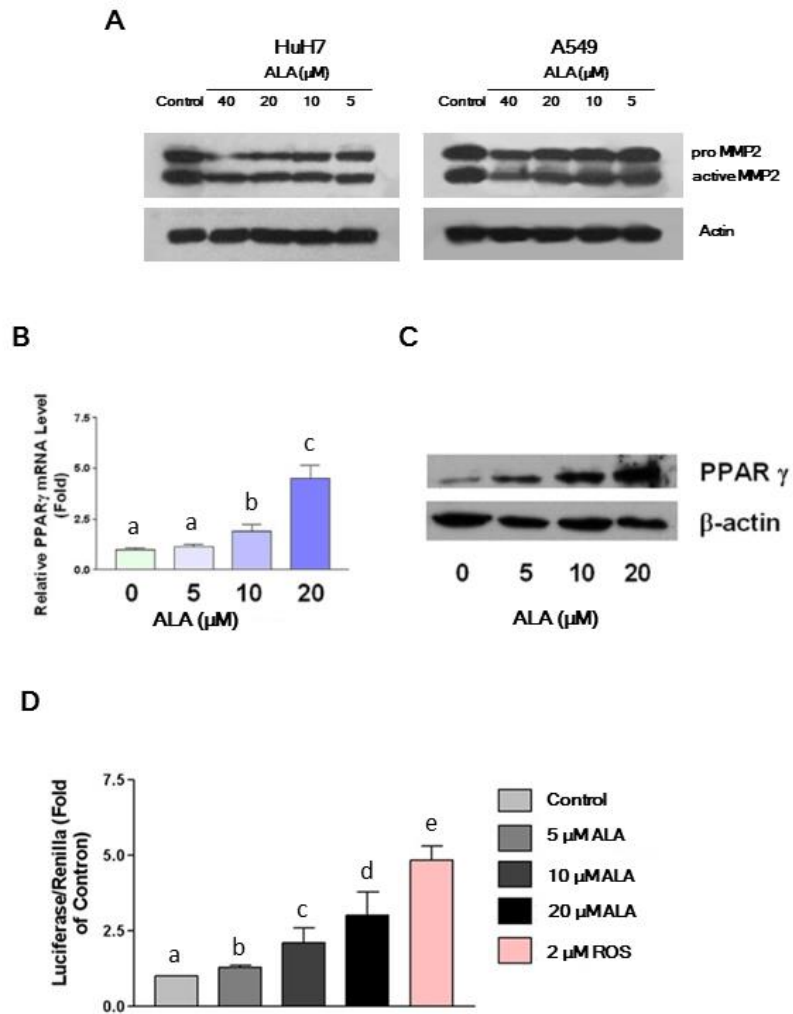 A
HuH7
ALA (µM)
Control 40 20 10 5
A549
ALA (µM)
Control 40 20 10 5
pro MMP2
active MMP2
Actin
B
Relative PPARγ mRNA Level
(Fold)
7.5
5.0
2.5
0.0
a a b c
0 5 10 20
ALA (µM)
C
PPAR γ
β-actin
0 5 10 20
ALA (µM)
D
Luciferase/Renilla (Fold
of Contron)
7.5
5.0
2.5
0.0
a b c d e
Control
5 µM ALA
10 µM ALA
20 µM ALA
2 µM ROS